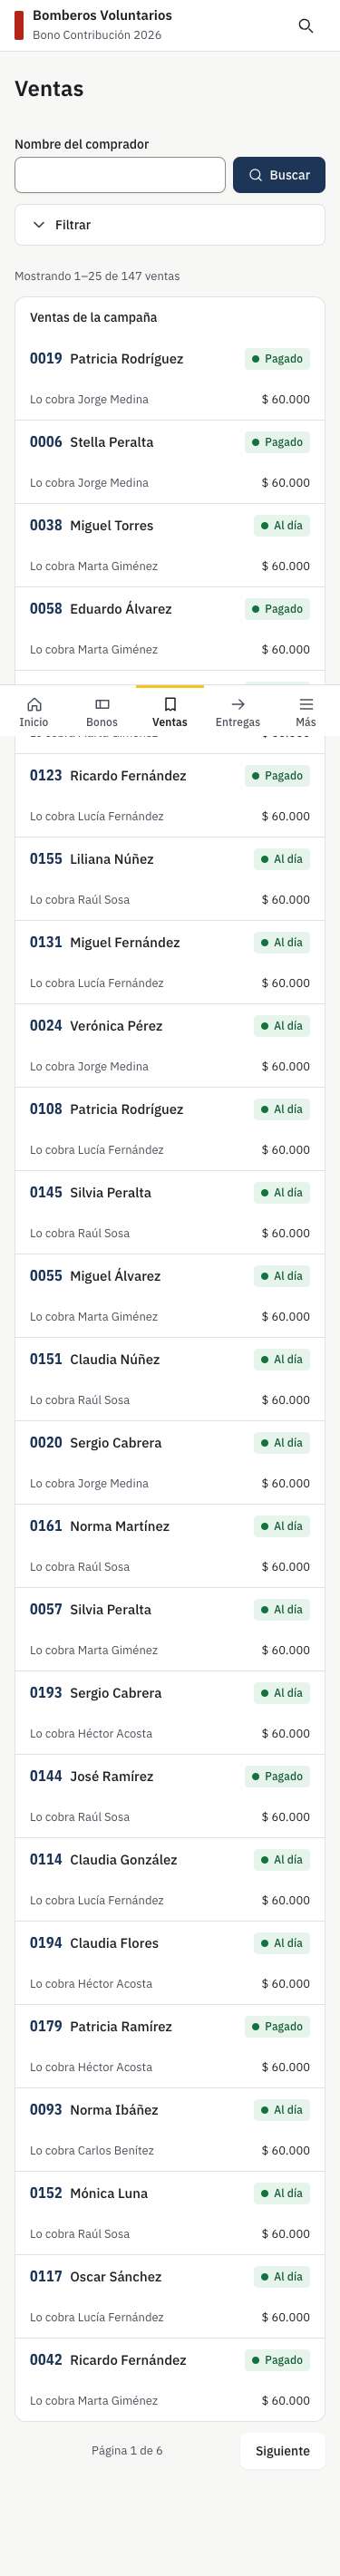 Bomberos Voluntarios
Bono Contribución 2026
Ventas
Nombre del comprador
Buscar
Filtrar
Mostrando 1–25 de 147 ventas
Ventas de la campaña
0019 Patricia Rodríguez Pagado
Lo cobra Jorge Medina $ 60.000
0006 Stella Peralta Pagado
Lo cobra Jorge Medina $ 60.000
0038 Miguel Torres Al día
Lo cobra Marta Giménez $ 60.000
0058 Eduardo Álvarez Pagado
Lo cobra Marta Giménez $ 60.000
Inicio Bonos Ventas Entregas Más
0123 Ricardo Fernández Pagado
Lo cobra Lucía Fernández $ 60.000
0155 Liliana Núñez Al día
Lo cobra Raúl Sosa $ 60.000
0131 Miguel Fernández Al día
Lo cobra Lucía Fernández $ 60.000
0024 Verónica Pérez Al día
Lo cobra Jorge Medina $ 60.000
0108 Patricia Rodríguez Al día
Lo cobra Lucía Fernández $ 60.000
0145 Silvia Peralta Al día
Lo cobra Raúl Sosa $ 60.000
0055 Miguel Álvarez Al día
Lo cobra Marta Giménez $ 60.000
0151 Claudia Núñez Al día
Lo cobra Raúl Sosa $ 60.000
0020 Sergio Cabrera Al día
Lo cobra Jorge Medina $ 60.000
0161 Norma Martínez Al día
Lo cobra Raúl Sosa $ 60.000
0057 Silvia Peralta Al día
Lo cobra Marta Giménez $ 60.000
0193 Sergio Cabrera Al día
Lo cobra Héctor Acosta $ 60.000
0144 José Ramírez Pagado
Lo cobra Raúl Sosa $ 60.000
0114 Claudia González Al día
Lo cobra Lucía Fernández $ 60.000
0194 Claudia Flores Al día
Lo cobra Héctor Acosta $ 60.000
0179 Patricia Ramírez Pagado
Lo cobra Héctor Acosta $ 60.000
0093 Norma Ibáñez Al día
Lo cobra Carlos Benítez $ 60.000
0152 Mónica Luna Al día
Lo cobra Raúl Sosa $ 60.000
0117 Oscar Sánchez Al día
Lo cobra Lucía Fernández $ 60.000
0042 Ricardo Fernández Pagado
Lo cobra Marta Giménez $ 60.000
Página 1 de 6 Siguiente